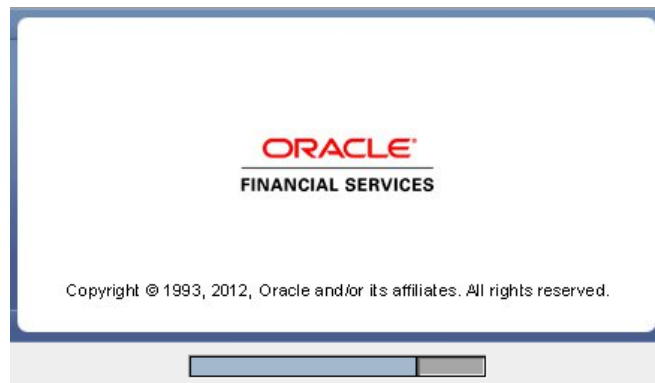 ORACLE®
FINANCIAL SERVICES
Copyright © 1993, 2012, Oracle and/or its affiliates. All rights reserved.